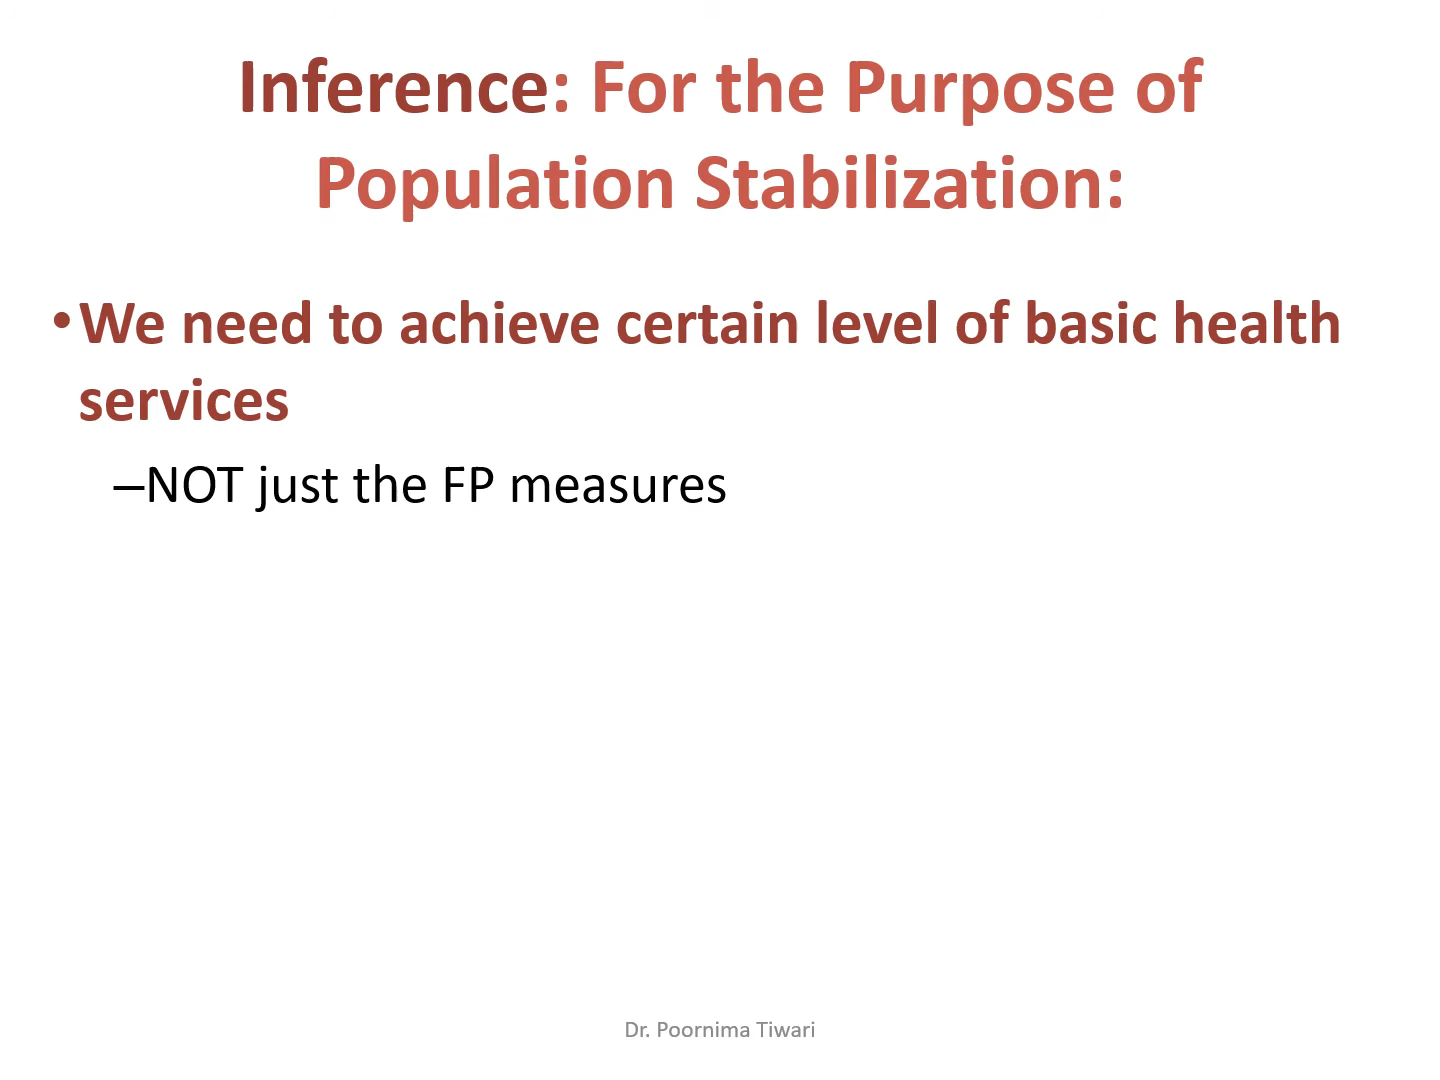 Inference: For the Purpose of
Population Stabilization:
•We need to achieve certain level of basic health
services
–NOT just the FP measures
Dr. Poornima Tiwari